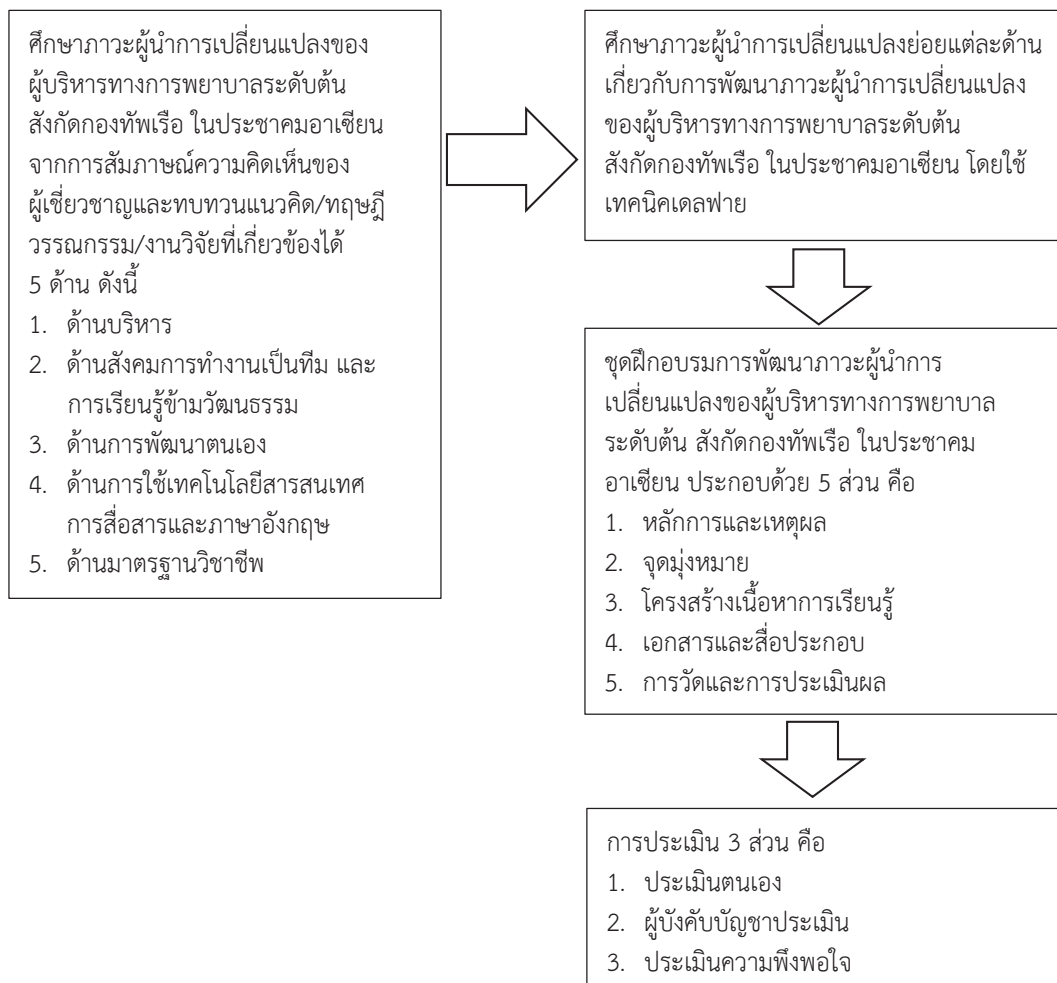 ศึกษาภาวะผู้นำการเปลี่ยนแปลงของ
ผู้บริหารทางการพยาบาลระดับต้น
สังกัดกองทัพเรือ ในประชาคมอาเซียน
จากการสัมภาษณ์ความคิดเห็นของ
ผู้เชี่ยวชาญและทบทวนแนวคิด/ทฤษฎี
วรรณกรรม/งานวิจัยที่เกี่ยวข้องได้
5 ด้าน ดังนี้
1. ด้านบริหาร
2. ด้านสังคมการทำงานเป็นทีม และ
การเรียนรู้ข้ามวัฒนธรรม
3. ด้านการพัฒนาตนเอง
4. ด้านการใช้เทคโนโลยีสารสนเทศ
การสื่อสารและภาษาอังกฤษ
5. ด้านมาตรฐานวิชาชีพ
ศึกษาภาวะผู้นำการเปลี่ยนแปลงย่อยแต่ละด้าน
เกี่ยวกับการพัฒนาภาวะผู้นำการเปลี่ยนแปลง
ของผู้บริหารทางการพยาบาลระดับต้น
สังกัดกองทัพเรือ ในประชาคมอาเซียน โดยใช้
เทคนิคเดลฟาย
ชุดฝึกอบรมการพัฒนาภาวะผู้นำการ
เปลี่ยนแปลงของผู้บริหารทางการพยาบาล
ระดับต้น สังกัดกองทัพเรือ ในประชาคม
อาเซียน ประกอบด้วย 5 ส่วน คือ
1. หลักการและเหตุผล
2. จุดมุ่งหมาย
3. โครงสร้างเนื้อหาการเรียนรู้
4. เอกสารและสื่อประกอบ
5. การวัดและการประเมินผล
การประเมิน 3 ส่วน คือ
1. ประเมินตนเอง
2. ผู้บังคับบัญชาประเมิน
3. ประเมินความพึงพอใจ